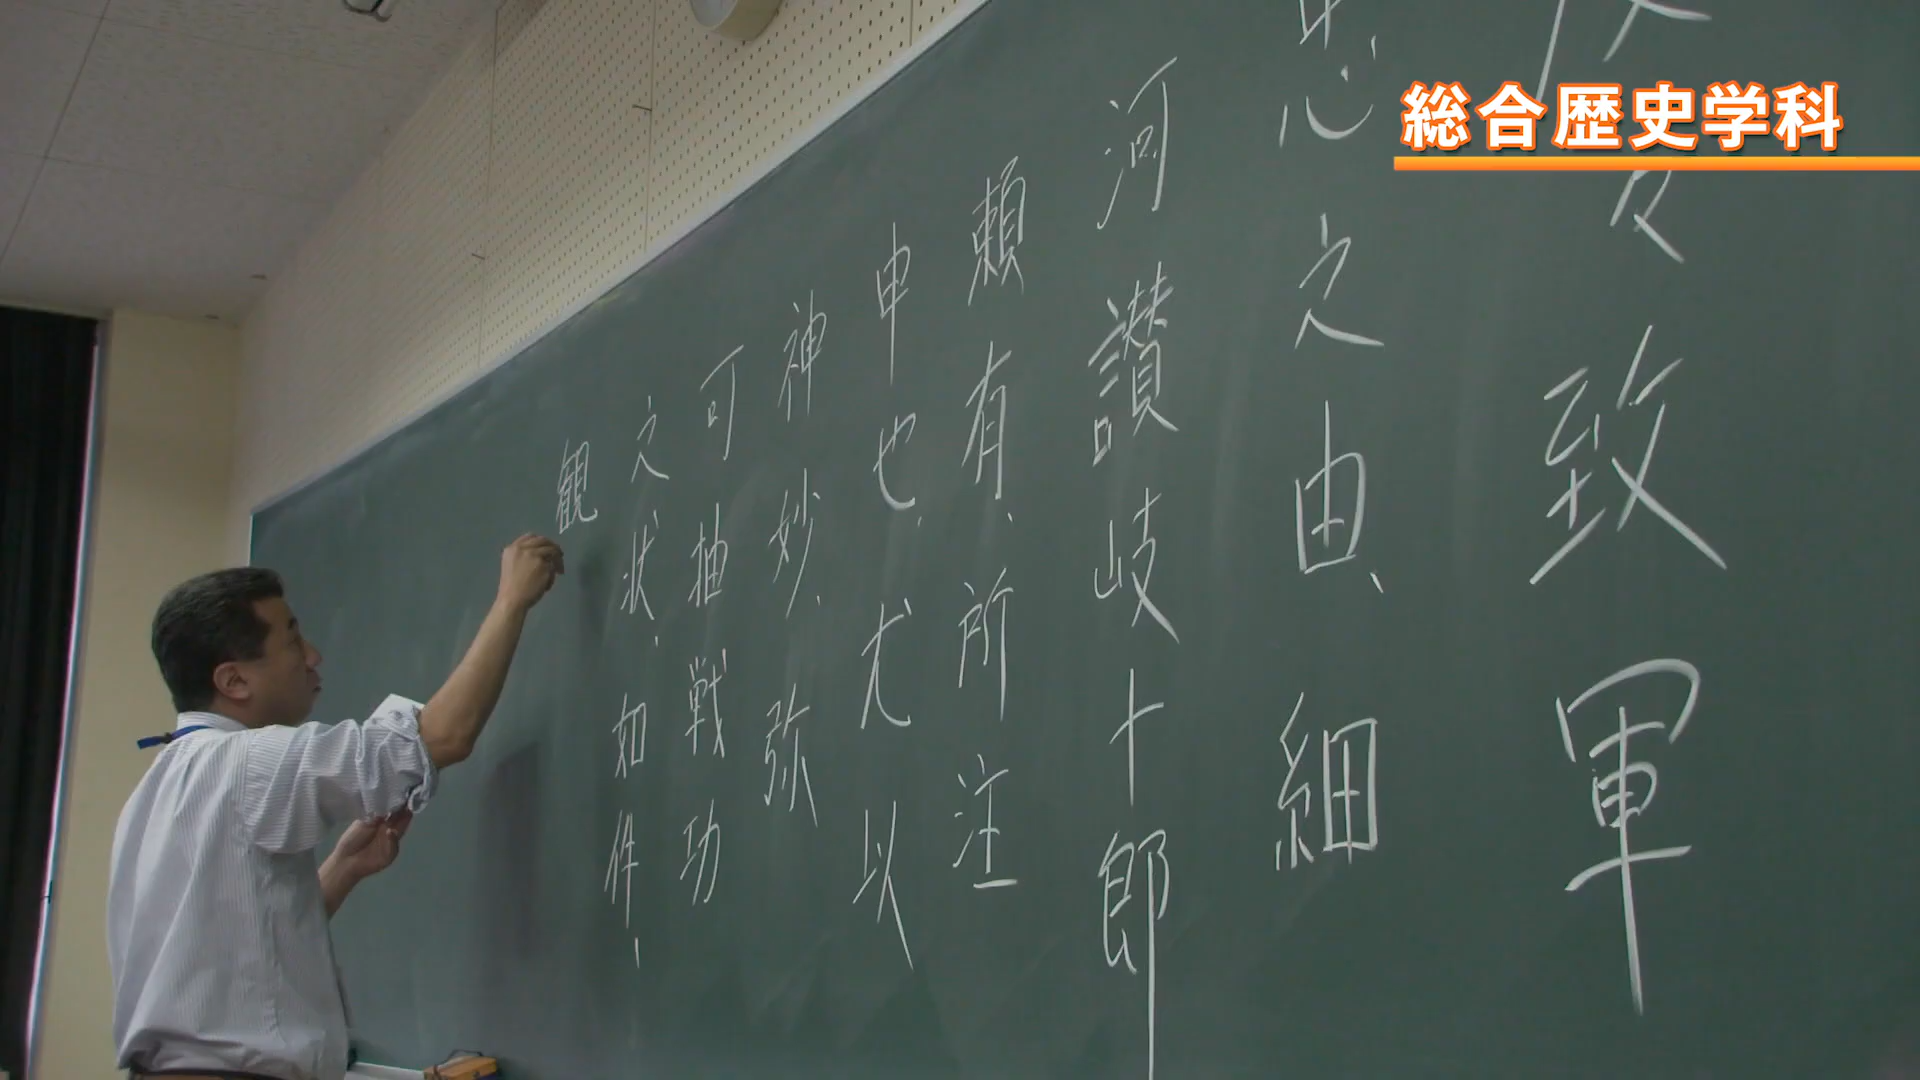 総合歴史学科
致軍
忠之由、細
河讃岐十郎
頼有、所注
申也、尤以
神妙、弥
可抽戦功
之状、如件、
観